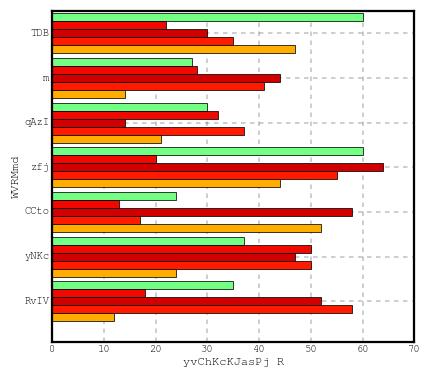 TDB
m
qAzI
zfj
CCto
yNKc
RvIV
WVRMmd
0 10 20 30 40 50 60 70
yvChKcKJasPj R